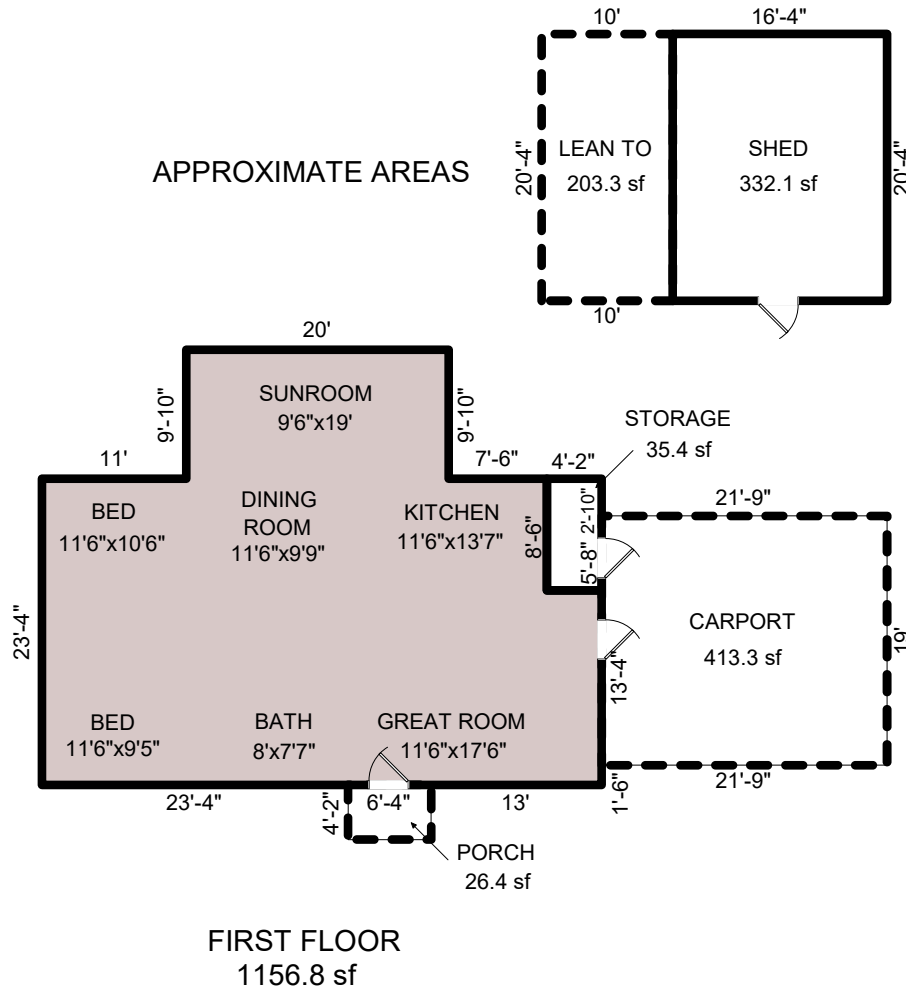 10'
16'-4"
20'-4"
LEAN TO
203.3 sf
SHED
332.1 sf
20'-4"
APPROXIMATE AREAS
10'
20'
9'-10"
SUNROOM
9'6"x19'
9'-10"
STORAGE
35.4 sf
11'
7'-6"
4'-2"
BED
11'6"x10'6"
DINING
ROOM
11'6"x9'9"
KITCHEN
11'6"x13'7"
8'-6"
2'-10"
5'-8"
21'-9"
23'-4"
CARPORT
413.3 sf
19'
13'-4"
BED
11'6"x9'5"
BATH
8'x7'7"
GREAT ROOM
11'6"x17'6"
23'-4"
4'-2"
6'-4"
13'
1'-6"
21'-9"
PORCH
26.4 sf
FIRST FLOOR
1156.8 sf